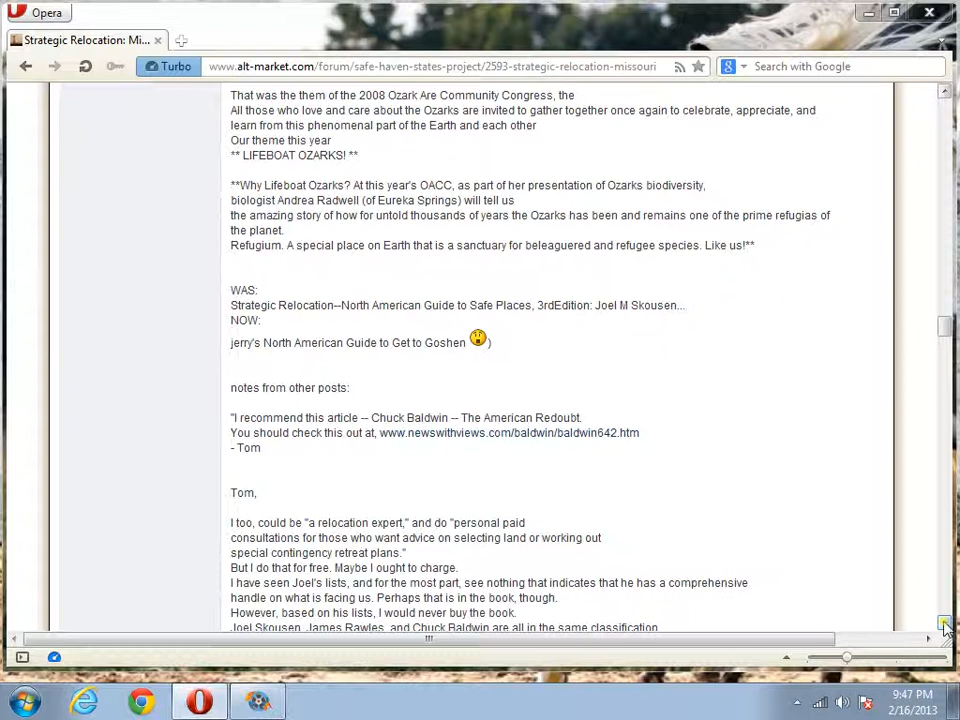 Opera
Strategic Relocation: Mi...
Turbo
www.alt-market.com/forum/safe-haven-states-project/2593-strategic-relocation-missouri
Search with Google
That was the them of the 2008 Ozark Are Community Congress, the
All those who love and care about the Ozarks are invited to gather together once again to celebrate, appreciate, and
learn from this phenomenal part of the Earth and each other
Our theme this year
** LIFEBOAT OZARKS! **
**Why Lifeboat Ozarks? At this year's OACC, as part of her presentation of Ozarks biodiversity,
biologist Andrea Radwell (of Eureka Springs) will tell us
the amazing story of how for untold thousands of years the Ozarks has been and remains one of the prime refugias of
the planet.
Refugium. A special place on Earth that is a sanctuary for beleaguered and refugee species. Like us!**
WAS:
Strategic Relocation--North American Guide to Safe Places, 3rdEdition: Joel M Skousen...
NOW:
jerry's North American Guide to Get to Goshen )
notes from other posts:
"I recommend this article -- Chuck Baldwin -- The American Redoubt.
You should check this out at, www.newswithviews.com/baldwin/baldwin642.htm
- Tom
Tom,
I too, could be "a relocation expert," and do "personal paid
consultations for those who want advice on selecting land or working out
special contingency retreat plans."
But I do that for free. Maybe I ought to charge.
I have seen Joel's lists, and for the most part, see nothing that indicates that he has a comprehensive
handle on what is facing us. Perhaps that is in the book, though.
However, based on his lists, I would never buy the book.
Joel Skousen, James Rawles, and Chuck Baldwin are all in the same classification
9:47 PM
2/16/2013